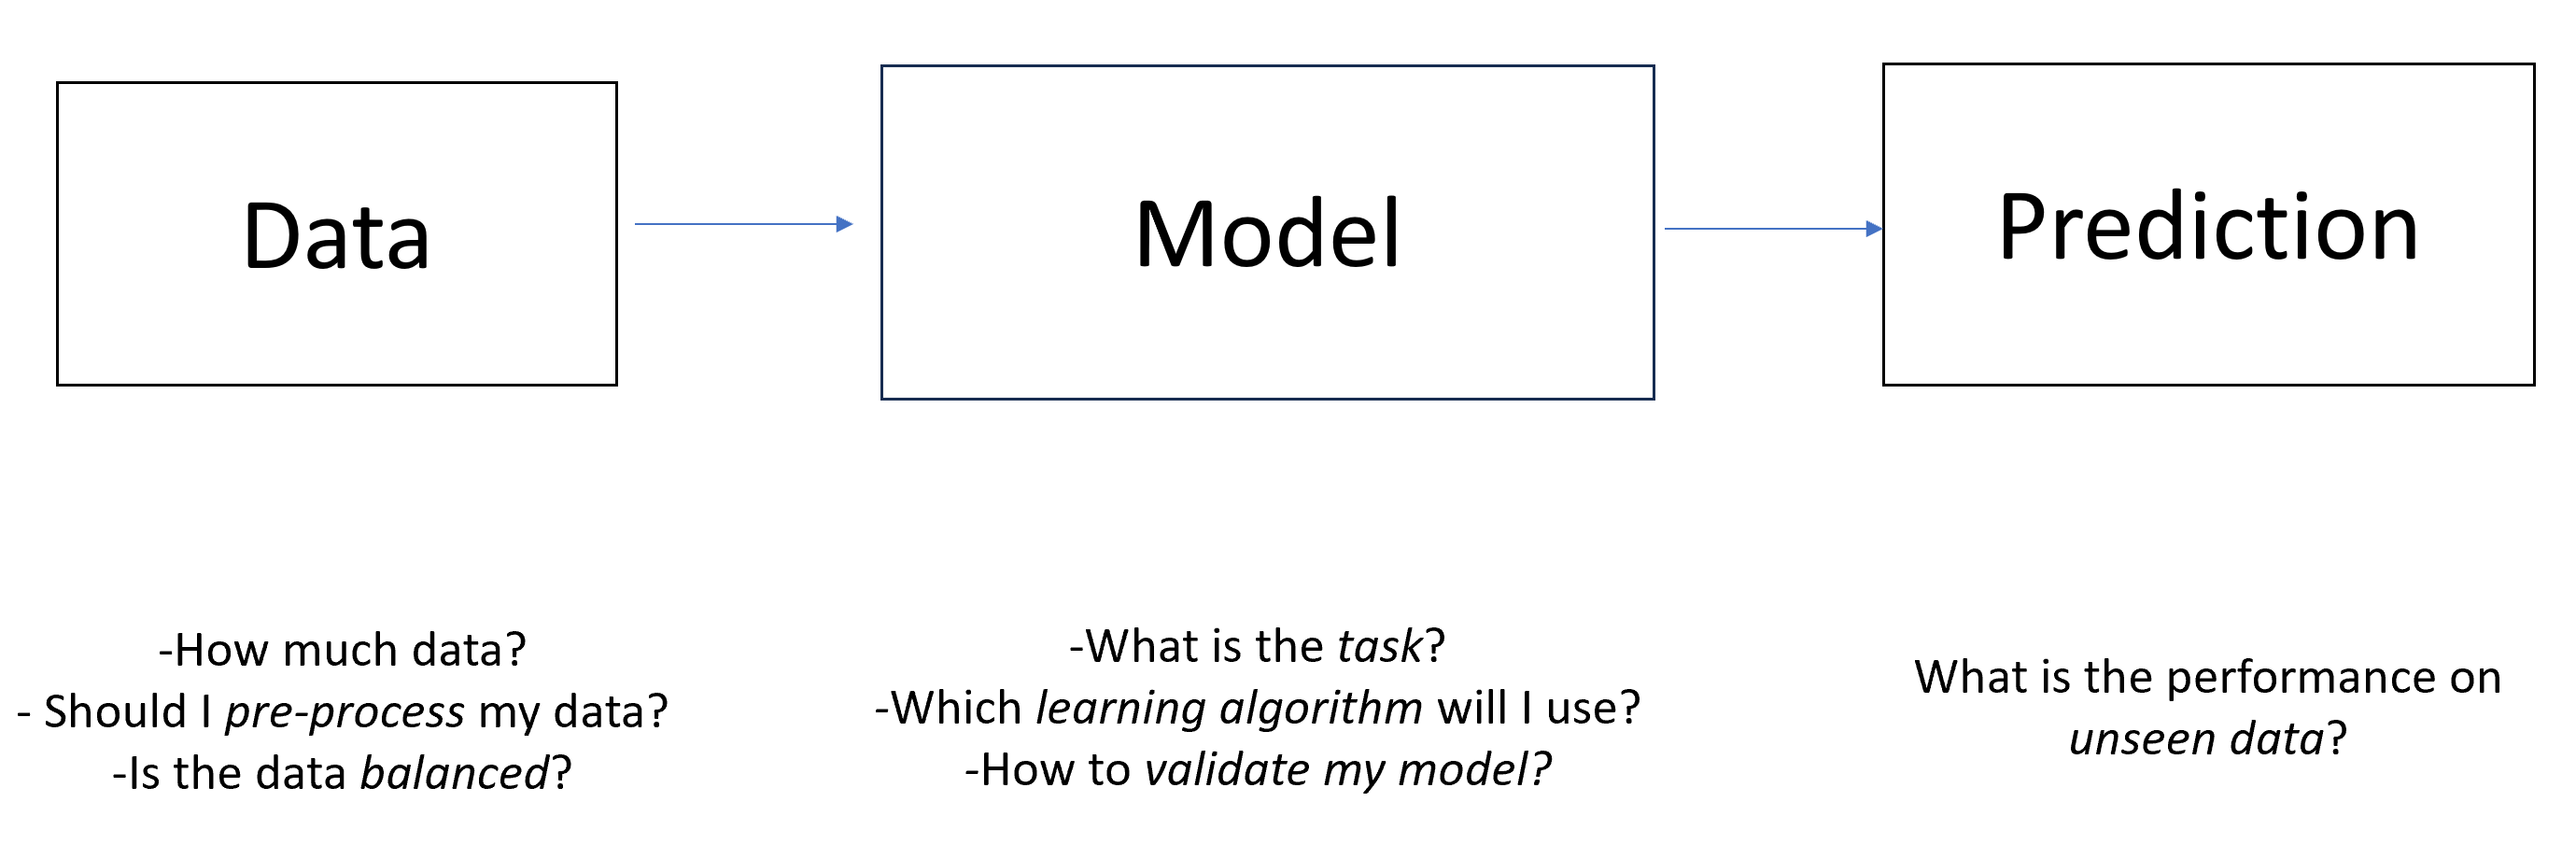 Data
Model
Prediction
-How much data?
- Should I pre-process my data?
-Is the data balanced?
-What is the task?
-Which learning algorithm will I use?
-How to validate my model?
What is the performance on
unseen data?